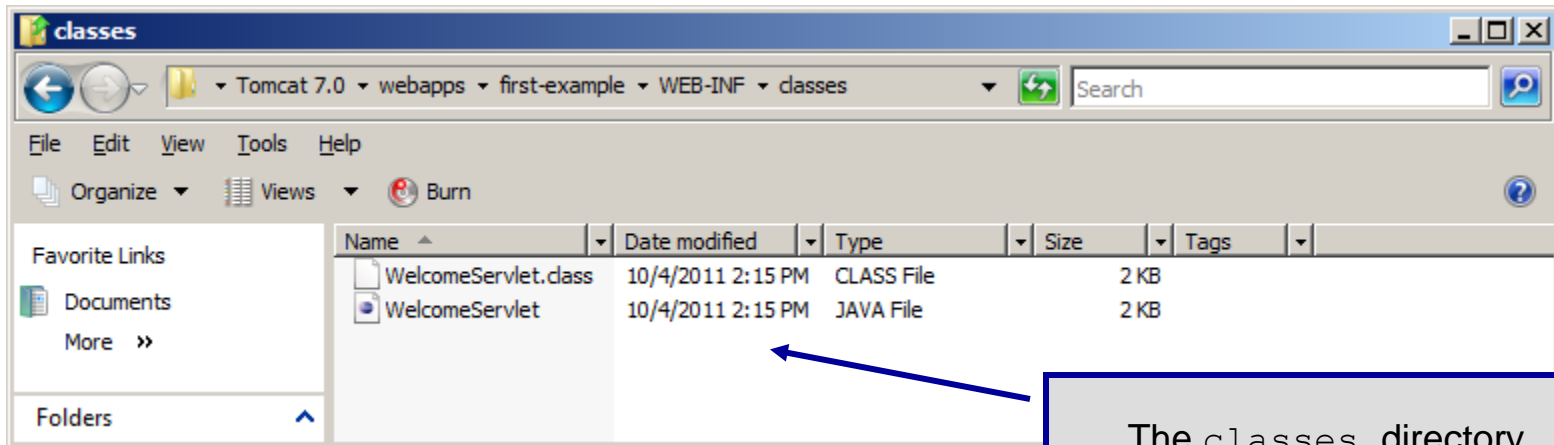 classes
Tomcat 7.0 webapps first-example WEB-INF classes Search
File Edit View Tools Help
Organize Views Burn
Favorite Links
Documents
More »
Folders
Name Date modified Type Size Tags
WelcomeServlet.class 10/4/2011 2:15 PM CLASS File 2 KB
WelcomeServlet 10/4/2011 2:15 PM JAVA File 2 KB
The classes directory